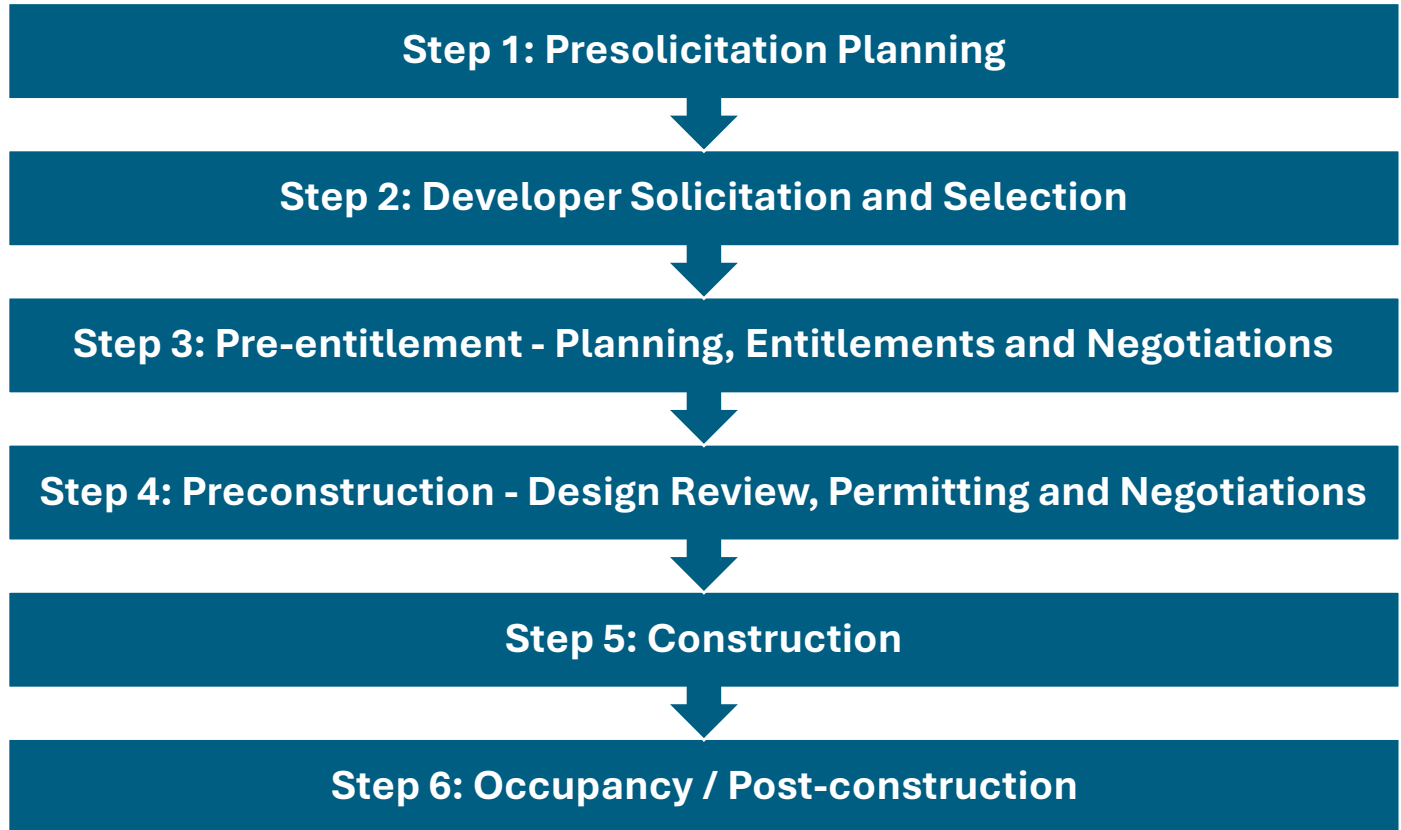 Step 1: Presolicitation Planning
Step 2: Developer Solicitation and Selection
Step 3: Pre-entitlement - Planning, Entitlements and Negotiations
Step 4: Preconstruction - Design Review, Permitting and Negotiations
Step 5: Construction
Step 6: Occupancy / Post-construction